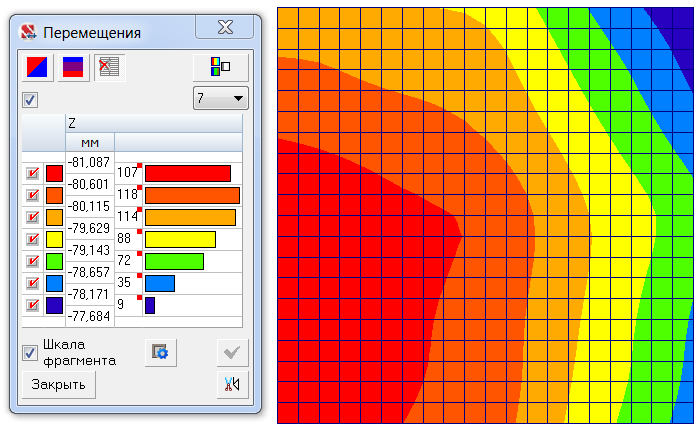 Перемещения
7
Z
мм
-81,087
107
-80,601
118
-80,115
114
-79,629
88
-79,143
72
-78,657
35
-78,171
9
-77,684
Шкала
фрагмента
Закрыть